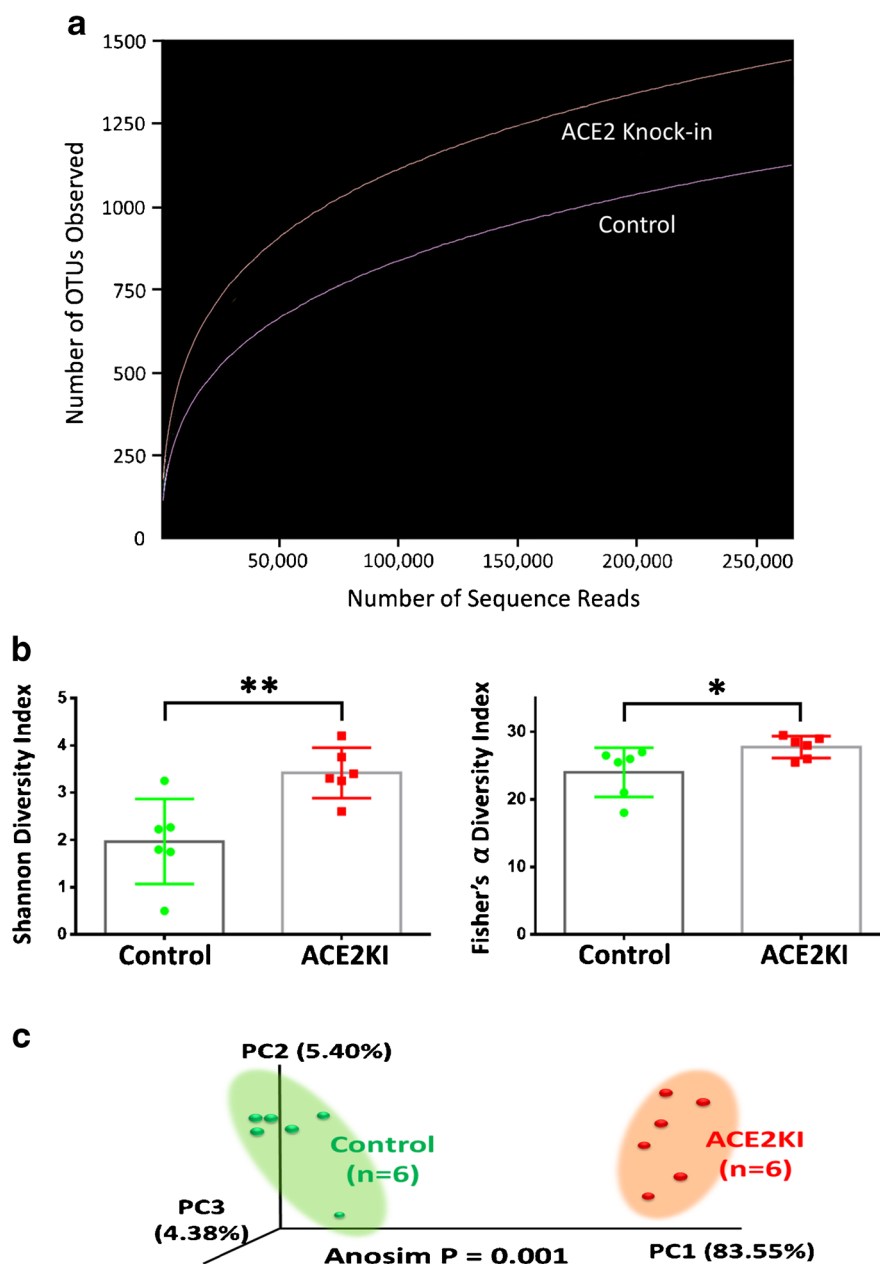 a
1500
1250
1000
750
500
250
0
Number of OTUs Observed
ACE2 Knock-in
Control
50,000
100,000
150,000
200,000
250,000
Number of Sequence Reads
b
Shannon Diversity Index
5
4
3
2
1
0
**
Control
ACE2KI
Fisher's α Diversity Index
30
20
10
0
*
Control
ACE2KI
c
PC2 (5.40%)
Control
(n=6)
ACE2KI
(n=6)
PC3
(4.38%)
Anosim P = 0.001
PC1 (83.55%)